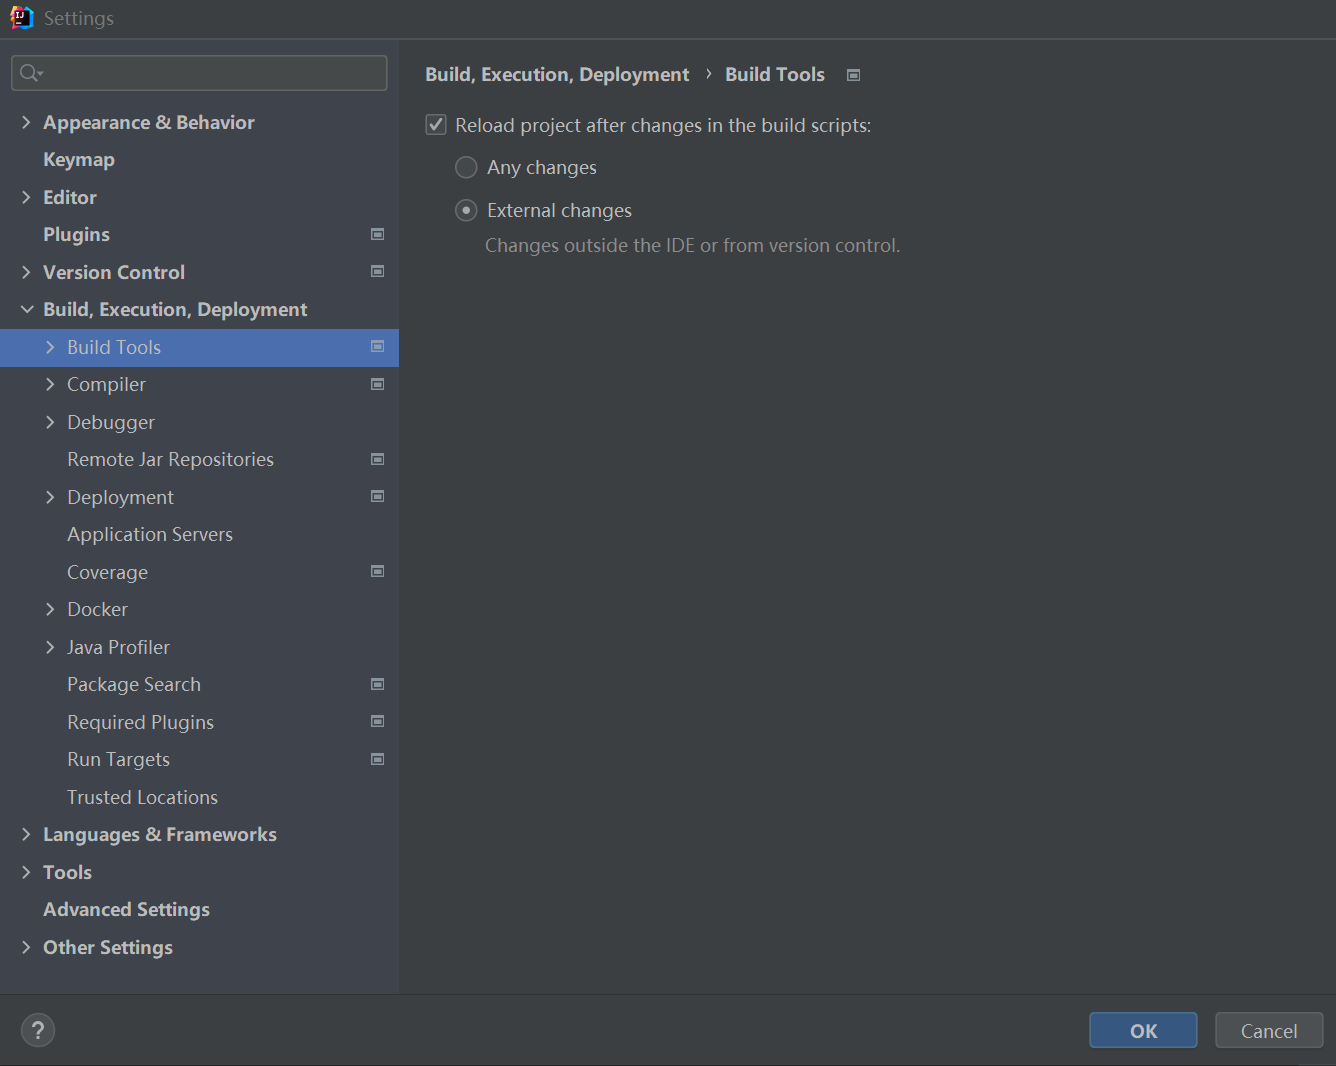 Settings
Appearance & Behavior
Keymap
Editor
Plugins
Version Control
Build, Execution, Deployment
Build Tools
Compiler
Debugger
Remote Jar Repositories
Deployment
Application Servers
Coverage
Docker
Java Profiler
Package Search
Required Plugins
Run Targets
Trusted Locations
Languages & Frameworks
Tools
Advanced Settings
Other Settings
Build, Execution, Deployment › Build Tools
Reload project after changes in the build scripts:
Any changes
External changes
Changes outside the IDE or from version control.
?
OK
Cancel